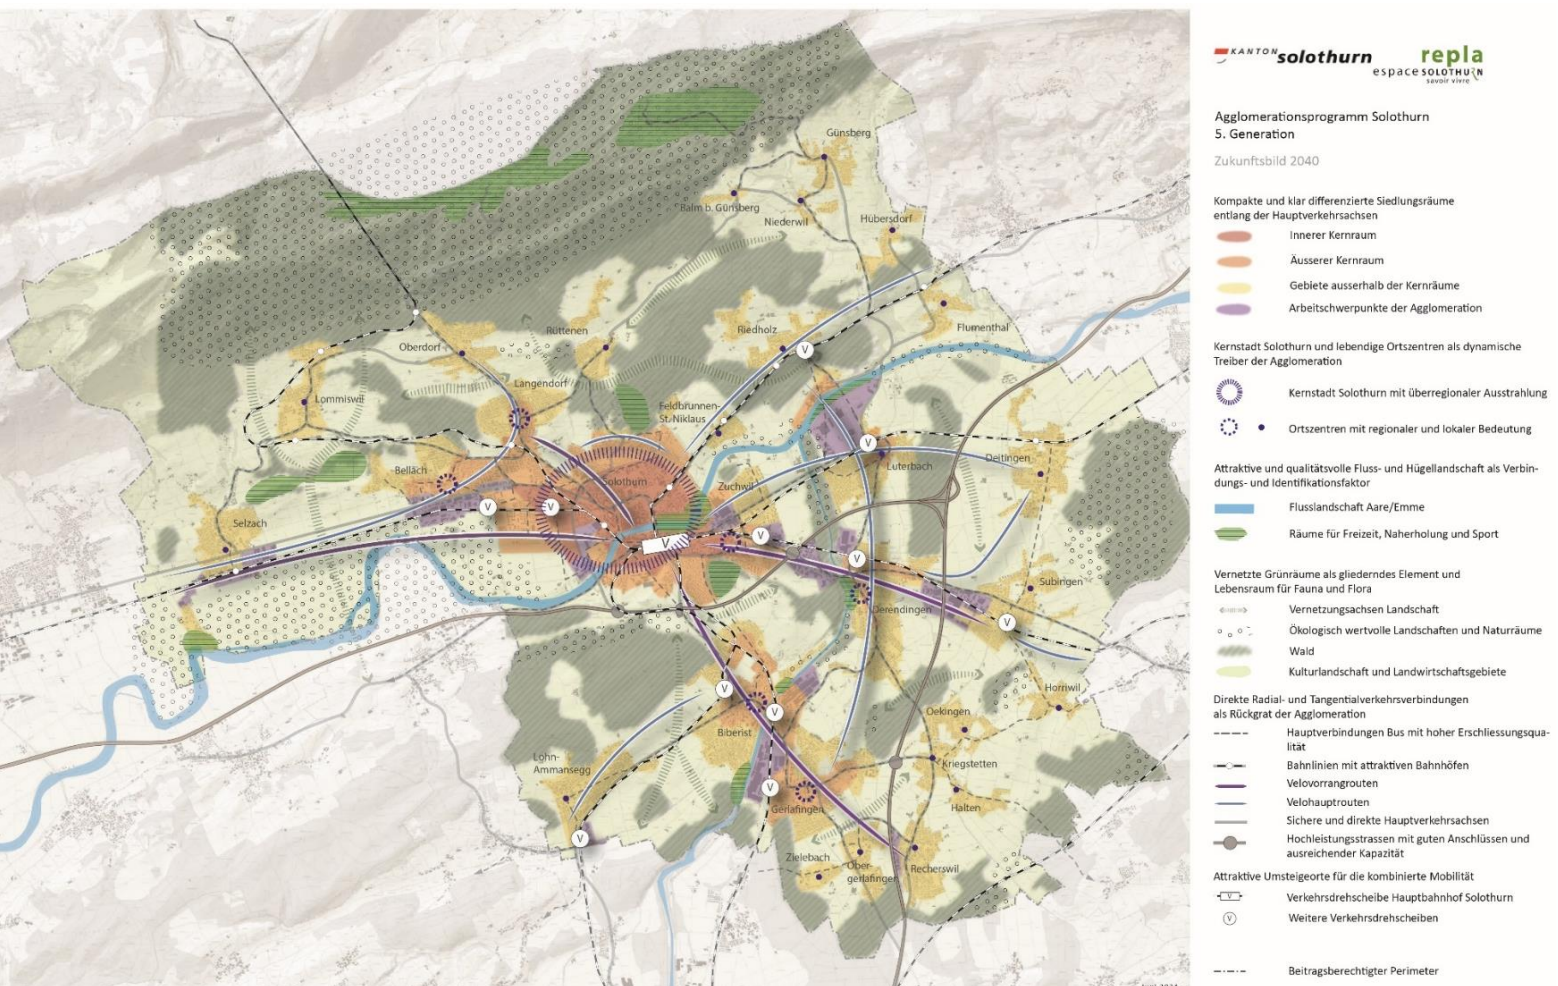 Günsberg
Balm b. Günsberg
Niederwil
Hubersdorf
Flumenthal
Riedholz
Rüttenen
Oberdorf
Langendorf
Lommiswil
Feldbrunnen-
St. Niklaus
Bellach
Solothurn
Zuchwil
Luterbach
Deitingen
Selzach
Subingen
Derendingen
Horriwil
Oekingen
Biberist
Lohn-
Ammansegg
Kriegstetten
Halten
Gerlafingen
Zielebach
Ober-
gerlafingen
Recherswil
V
V
V
V
V
V
V
V
V
V
V
V
KANTON solothurn
repla
espace SOLOTHURN
savoir vivre
Agglomerationsprogramm Solothurn
5. Generation
Zukunftsbild 2040
Kompakte und klar differenzierte Siedlungsräume
entlang der Hauptverkehrsachsen
Innerer Kernraum
Äusserer Kernraum
Gebiete ausserhalb der Kernräume
Arbeitschwerpunkte der Agglomeration
Kernstadt Solothurn und lebendige Ortszentren als dynamische
Treiber der Agglomeration
Kernstadt Solothurn mit überregionaler Ausstrahlung
Ortszentren mit regionaler und lokaler Bedeutung
Attraktive und qualitätsvolle Fluss- und Hügellandschaft als Verbin-
dungs- und Identifikationsfaktor
Flusslandschaft Aare/Emme
Räume für Freizeit, Naherholung und Sport
Vernetzte Grünräume als gliederndes Element und
Lebensraum für Fauna und Flora
Vernetzungsachsen Landschaft
Ökologisch wertvolle Landschaften und Naturräume
Wald
Kulturlandschaft und Landwirtschaftsgebiete
Direkte Radial- und Tangentialverkehrsverbindungen
als Rückgrat der Agglomeration
Hauptverbindungen Bus mit hoher Erschliessungsqua-
lität
Bahnlinien mit attraktiven Bahnhöfen
Velovorrangrouten
Velohauptrouten
Sichere und direkte Hauptverkehrsachsen
Hochleistungsstrassen mit guten Anschlüssen und
ausreichender Kapazität
Attraktive Umsteigeorte für die kombinierte Mobilität
V Verkehrsdrehscheibe Hauptbahnhof Solothurn
V Weitere Verkehrsdrehscheiben
Beitragsberechtigter Perimeter